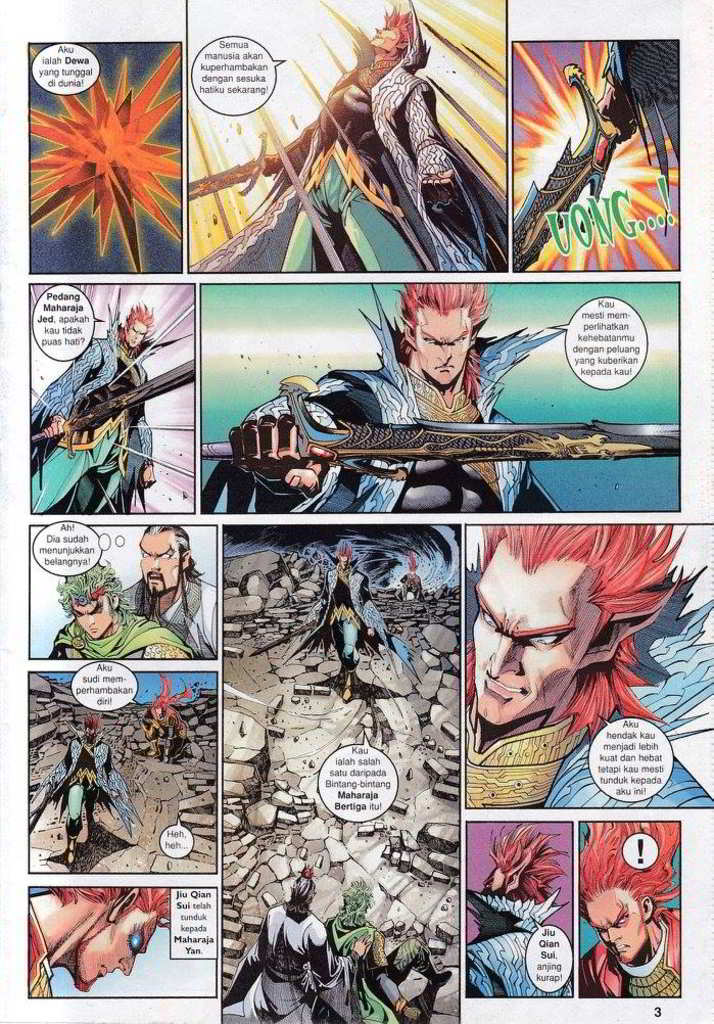 Aku
ialah Dewa
yang tunggal
di dunia!
Semua
manusia akan
kuperhambakan
dengan sesuka
hatiku sekarang!
UONG...!
Pedang
Maharaja
Jed, apakah
kau tidak
puas hati?
Kau
mesti mem-
perlihatkan
kehebatanmu
dengan peluang
yang kuberikan
kepada kau!
Ah!
Dia sudah
menunjukkan
belangnya!
Aku
sudi mem-
perhambakan
diri!
Heh,
heh...
Jiu Qian
Sui telah
tunduk
kepada
Maharaja
Yan.
Kau
ialah salah
satu daripada
Bintang-bintang
Maharaja
Bertiga itu!
Aku
hendak kau
menjadi lebih
kuat dan hebat
tetapi kau mesti
tunduk kepada
aku ini!
Jiu
Qian
Sui,
anjing
kurap!
!
3